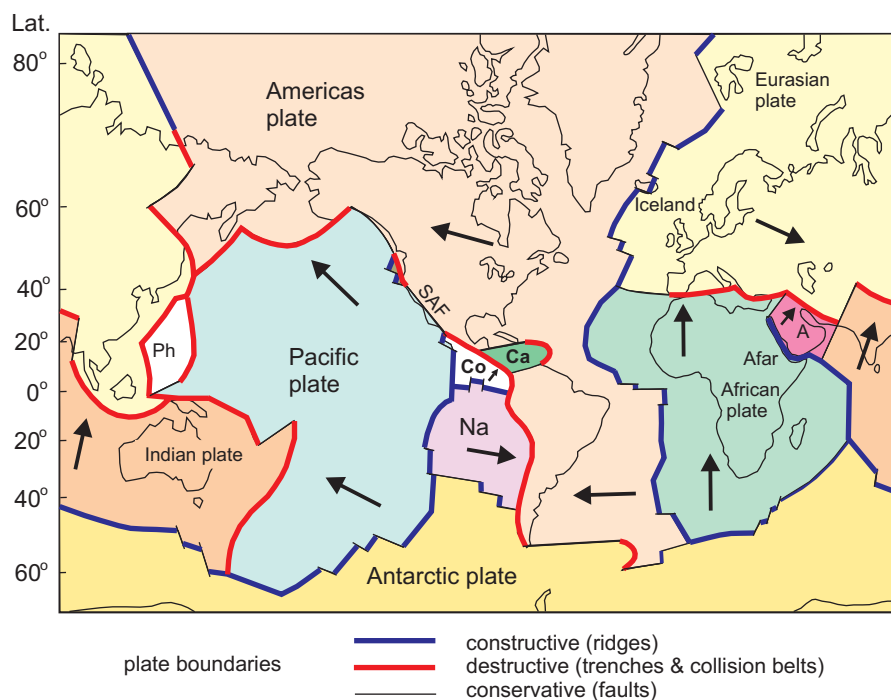 Lat.
80°
60°
40°
20°
0°
20°
40°
60°
Americas
plate
Eurasian
plate
Iceland
SAF
Ph
Pacific
plate
Co
Ca
Na
A
Afar
African
plate
Indian plate
Antarctic plate
plate boundaries
constructive (ridges)
destructive (trenches & collision belts)
conservative (faults)